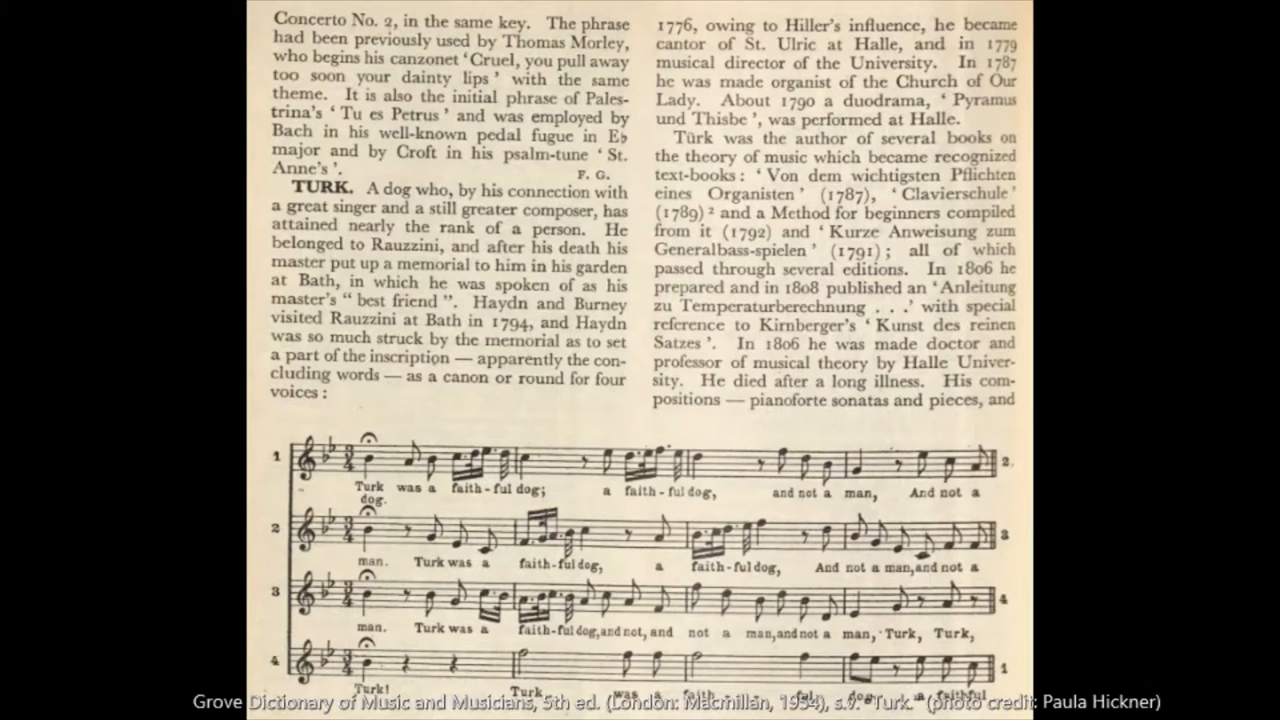 Concerto No. 2, in the same key. The phrase
had been previously used by Thomas Morley,
who begins his canzonet ‘ Cruel, you pull away
too soon your dainty lips ’ with the same
theme. It is also the initial phrase of Pales-
trina’s ‘ Tu es Petrus ’ and was employed by
Bach in his well-known pedal fugue in E♭
major and by Croft in his psalm-tune ‘ St.
Anne’s ’.
F. G.
TURK. A dog who, by his connection with
a great singer and a still greater composer, has
attained nearly the rank of a person. He
belonged to Rauzzini, and after his death his
master put up a memorial to him in his garden
at Bath, in which he was spoken of as his
master’s “ best friend ”. Haydn and Burney
visited Rauzzini at Bath in 1794, and Haydn
was so much struck by the memorial as to set
a part of the inscription — apparently the con-
cluding words — as a canon or round for four
voices :
1776, owing to Hiller’s influence, he became
cantor of St. Ulric at Halle, and in 1779
musical director of the University. In 1787
he was made organist of the Church of Our
Lady. About 1790 a duodrama, ‘ Pyramus
und Thisbe ’, was performed at Halle.
Türk was the author of several books on
the theory of music which became recognized
text-books : ‘ Von dem wichtigsten Pflichten
eines Organisten ’ (1787), ‘ Clavierschule ’
(1789) ² and a Method for beginners compiled
from it (1792) and ‘ Kurze Anweisung zum
Generalbass-spielen ’ (1791) ; all of which
passed through several editions. In 1806 he
prepared and in 1808 published an ‘ Anleitung
zu Temperaturberechnung . . .’ with special
reference to Kirnberger’s ‘ Kunst des reinen
Satzes ’. In 1806 he was made doctor and
professor of musical theory by Halle Univer-
sity. He died after a long illness. His com-
positions — pianoforte sonatas and pieces, and
1 3 4 2.
Turk was a faith - ful dog; a faith - ful dog, and not a man, And not a
dog.
2 3 4 3
man. Turk was a faith-ful dog, a faith-ful dog, And not a man, and not a
3 3 4 4
man. Turk was a faith-ful dog, and not, and not a man, and not a man, Turk, Turk,
4 3 4 1
Turk! Turk was a faith - - ful dog a faithful
Grove Dictionary of Music and Musicians, 5th ed. (London: Macmillan, 1954), s.v. "Turk." (photo credit: Paula Hickner)